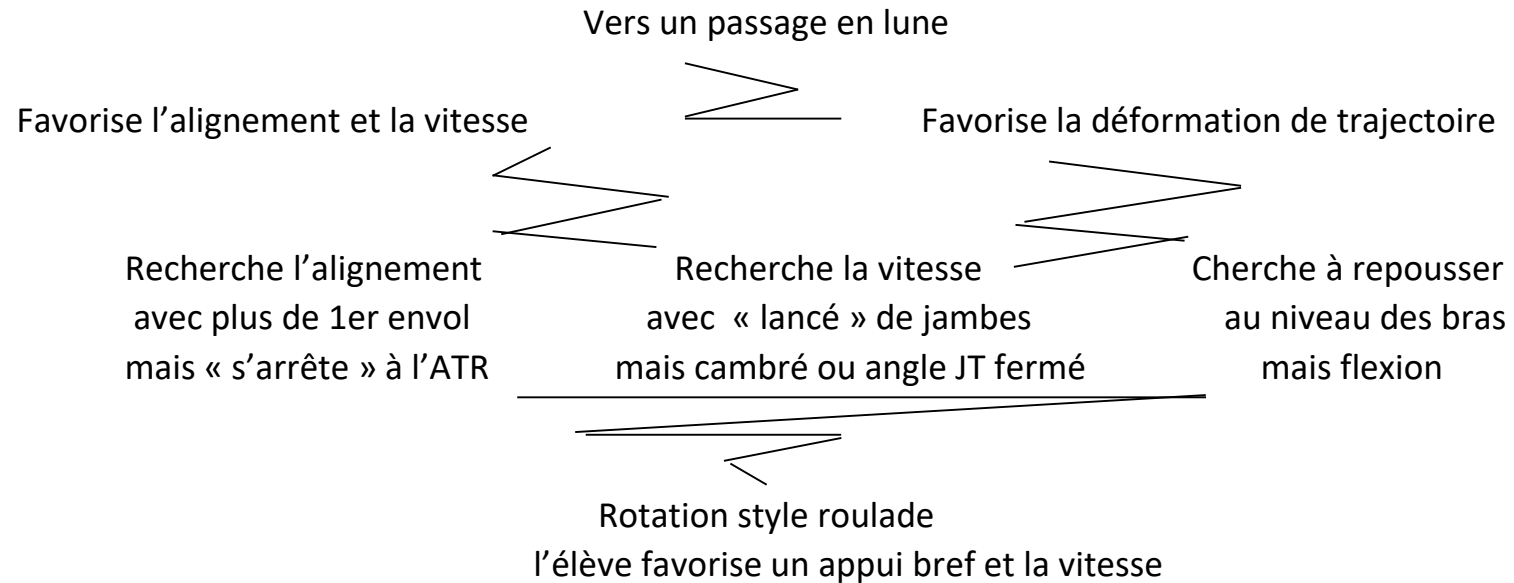 Vers un passage en lune
Favorise l’alignement et la vitesse
Favorise la déformation de trajectoire
Recherche l’alignement
avec plus de 1er envol
mais « s’arrête » à l’ATR
Recherche la vitesse
avec « lancé » de jambes
mais cambré ou angle JT fermé
Cherche à repousser
au niveau des bras
mais flexion
Rotation style roulade
l’élève favorise un appui bref et la vitesse